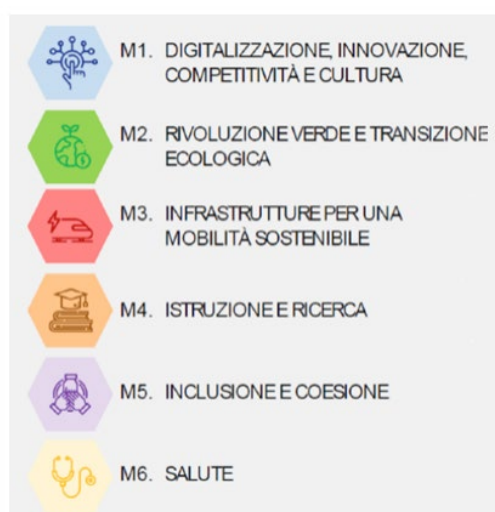 M1. DIGITALIZZAZIONE, INNOVAZIONE,
COMPETITIVITÀ E CULTURA
M2. RIVOLUZIONE VERDE E TRANSIZIONE
ECOLOGICA
M3. INFRASTRUTTURE PER UNA
MOBILITÀ SOSTENIBILE
M4. ISTRUZIONE E RICERCA
M5. INCLUSIONE E COESIONE
M6. SALUTE